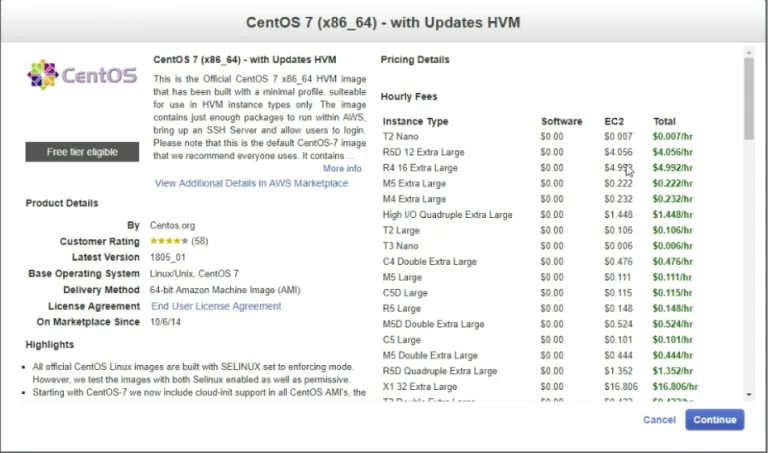 CentOS 7 (x86_64) - with Updates HVM
CentOS
Free tier eligible
CentOS 7 (x86_64) - with Updates HVM
This is the Official CentOS 7 x86_64 HVM image
that has been built with a minimal profile, suiteable
for use in HVM instance types only. The image
contains just enough packages to run within AWS,
bring up an SSH Server and allow users to login.
Please note that this is the default CentOS-7 image
that we recommend everyone uses. It contains ...
More info
View Additional Details in AWS Marketplace
Product Details
By Centos.org
Customer Rating (58)
Latest Version 1805_01
Base Operating System Linux/Unix, CentOS 7
Delivery Method 64-bit Amazon Machine Image (AMI)
License Agreement End User License Agreement
On Marketplace Since 10/6/14
Highlights
All official CentOS Linux images are built with SELINUX set to enforcing mode.
However, we test the images with both Selinux enabled as well as permissive.
Starting with CentOS-7 we now include cloud-init support in all CentOS AMI's, the
Pricing Details
Hourly Fees
Instance Type Software EC2 Total
T2 Nano $0.00 $0.007 $0.007/hr
R5D 12 Extra Large $0.00 $4.056 $4.056/hr
R4 16 Extra Large $0.00 $4.992/hr
M5 Extra Large $0.00 $0.222 $0.222/hr
M4 Extra Large $0.00 $0.232 $0.232/hr
High I/O Quadruple Extra Large $0.00 $1.448 $1.448/hr
T2 Large $0.00 $0.106 $0.106/hr
T3 Nano $0.00 $0.006 $0.006/hr
C4 Double Extra Large $0.00 $0.476 $0.476/hr
M5 Large $0.00 $0.111 $0.111/hr
C5D Large $0.00 $0.115 $0.115/hr
R5 Large $0.00 $0.148 $0.148/hr
M5D Double Extra Large $0.00 $0.524 $0.524/hr
C5 Large $0.00 $0.101 $0.101/hr
M5 Double Extra Large $0.00 $0.444 $0.444/hr
R5D Quadruple Extra Large $0.00 $1.352 $1.352/hr
X1 32 Extra Large $0.00 $16.806 $16.806/hr
Cancel Continue